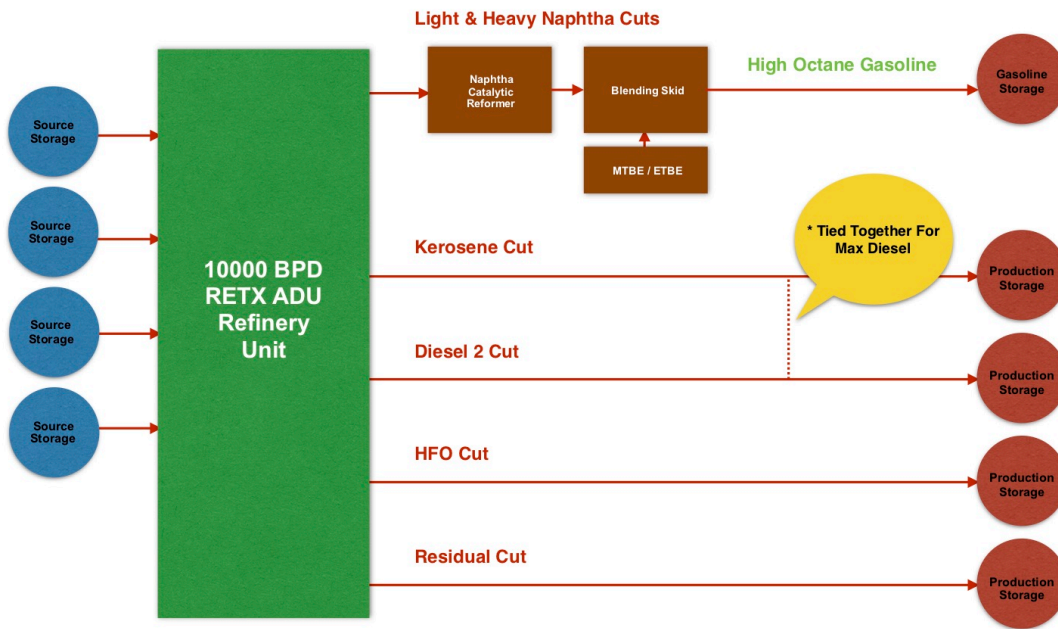 Light & Heavy Naphtha Cuts
Naphtha
Catalytic
Reformer
Blending Skid
High Octane Gasoline
Gasoline
Storage
MTBE / ETBE
Source
Storage
Source
Storage
Source
Storage
Source
Storage
10000 BPD
RETX ADU
Refinery
Unit
* Tied Together For
Max Diesel
Kerosene Cut
Production
Storage
Diesel 2 Cut
Production
Storage
HFO Cut
Production
Storage
Residual Cut
Production
Storage